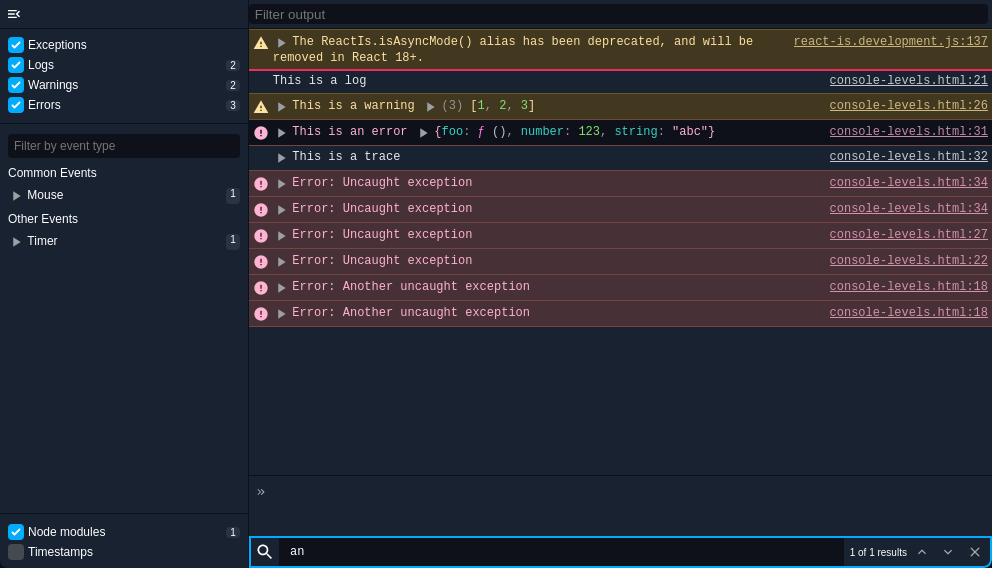 Exceptions
Logs 2
Warnings 2
Errors 3
Filter by event type
Common Events
Mouse 1
Other Events
Timer 1
Node modules 1
Timestamps
Filter output
The ReactIs.isAsyncMode() alias has been deprecated, and will be react-is.development.js:137
removed in React 18+.
This is a log console-levels.html:21
This is a warning (3) [1, 2, 3] console-levels.html:26
This is an error {foo: ƒ (), number: 123, string: "abc"} console-levels.html:31
This is a trace console-levels.html:32
Error: Uncaught exception console-levels.html:34
Error: Uncaught exception console-levels.html:34
Error: Uncaught exception console-levels.html:27
Error: Uncaught exception console-levels.html:22
Error: Another uncaught exception console-levels.html:18
Error: Another uncaught exception console-levels.html:18
»
an 1 of 1 results